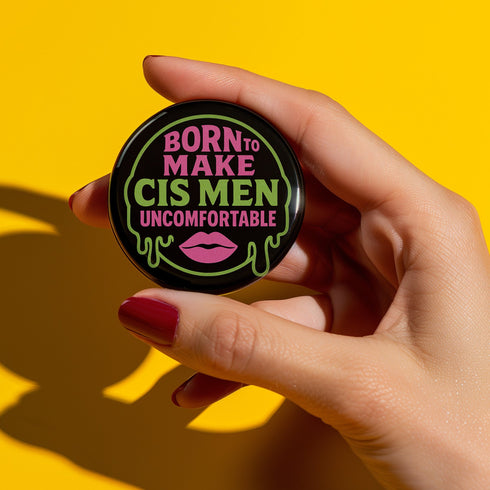 BORN TO
MAKE
CIS MEN
UNCOMFORTABLE